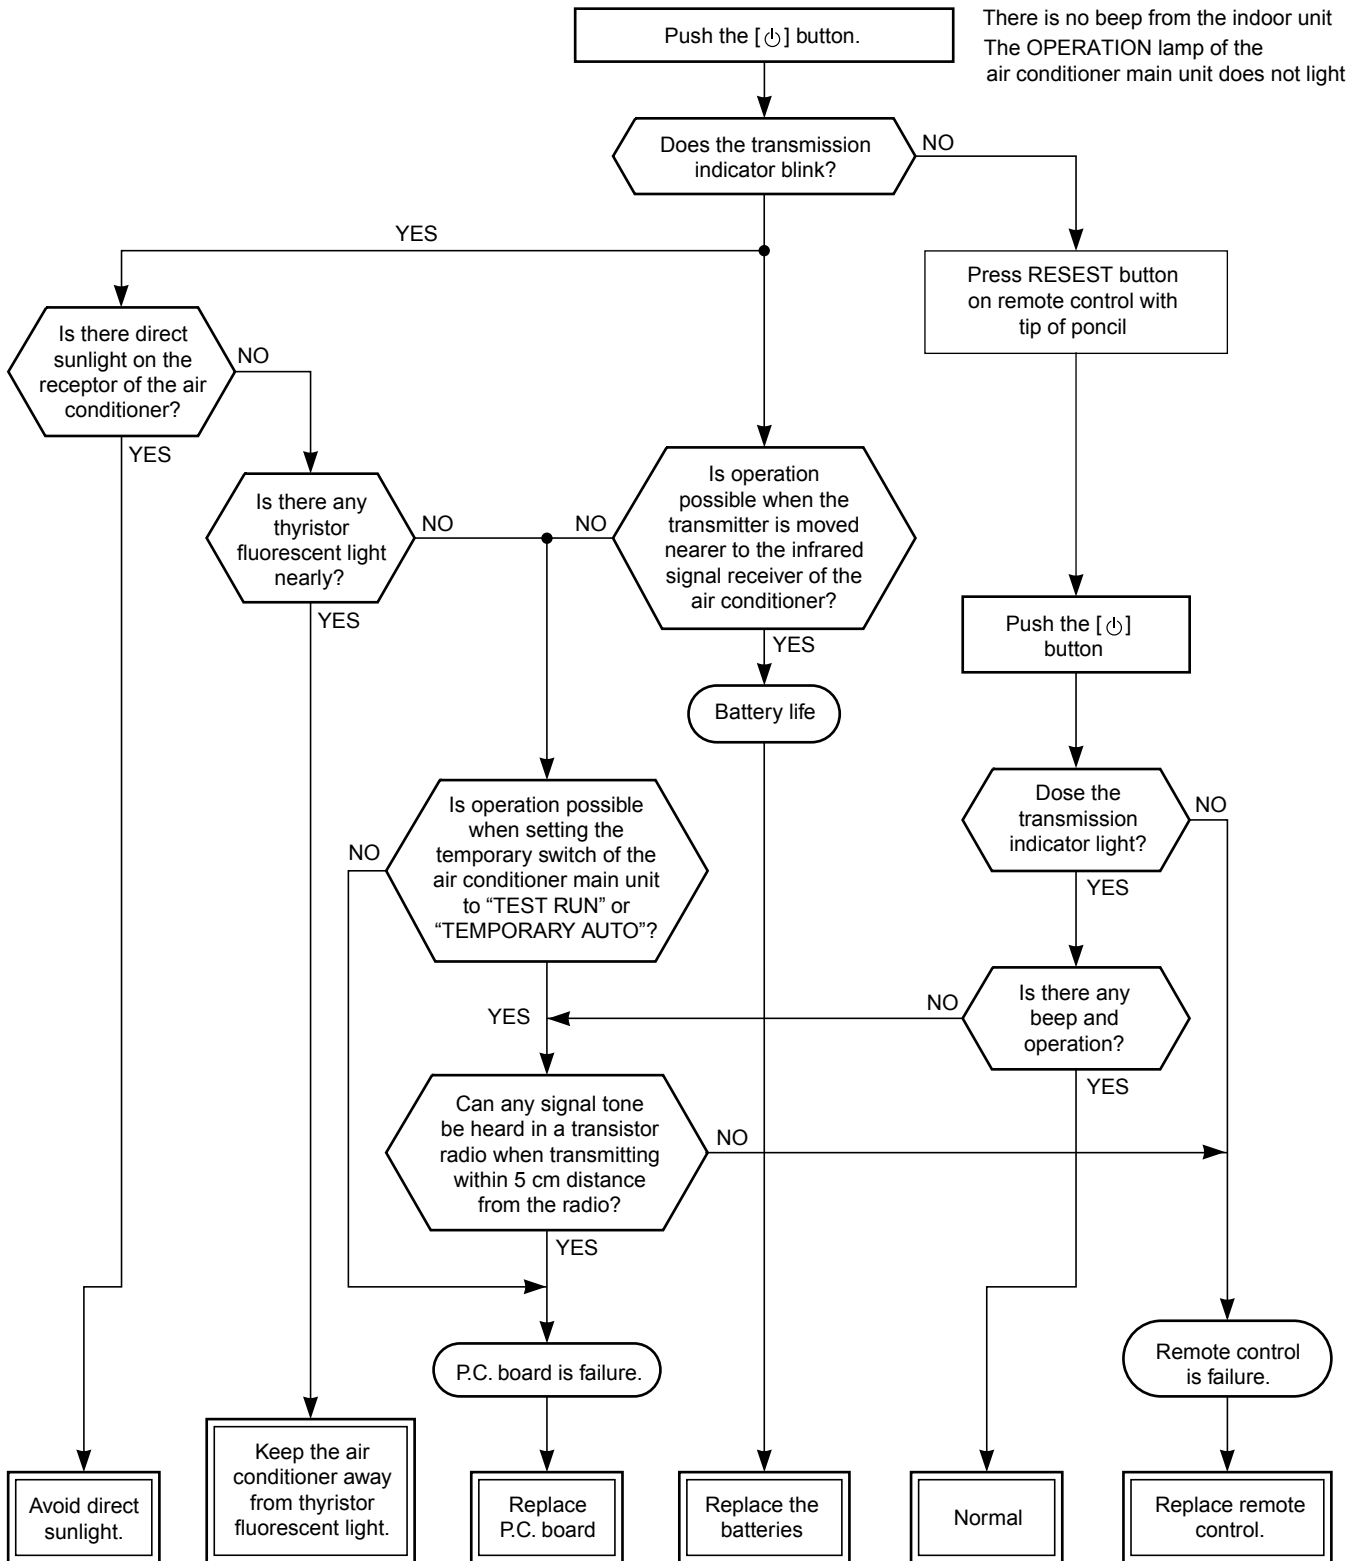 Push the [⏻] button.
There is no beep from the indoor unit
The OPERATION lamp of the
air conditioner main unit does not light
Does the transmission
indicator blink?
NO
YES
Press RESEST button
on remote control with
tip of poncil
Is there direct
sunlight on the
receptor of the air
conditioner?
NO
YES
Is there any
thyristor
fluorescent light
nearly?
NO
YES
Is operation
possible when the
transmitter is moved
nearer to the infrared
signal receiver of the
air conditioner?
NO
YES
Push the [⏻]
button
Battery life
Is operation possible
when setting the
temporary switch of the
air conditioner main unit
to “TEST RUN” or
“TEMPORARY AUTO”?
NO
YES
Dose the
transmission
indicator light?
NO
YES
Is there any
beep and
operation?
NO
YES
Can any signal tone
be heard in a transistor
radio when transmitting
within 5 cm distance
from the radio?
NO
YES
P.C. board is failure.
Remote control
is failure.
Avoid direct
sunlight.
Keep the air
conditioner away
from thyristor
fluorescent light.
Replace
P.C. board
Replace the
batteries
Normal
Replace remote
control.